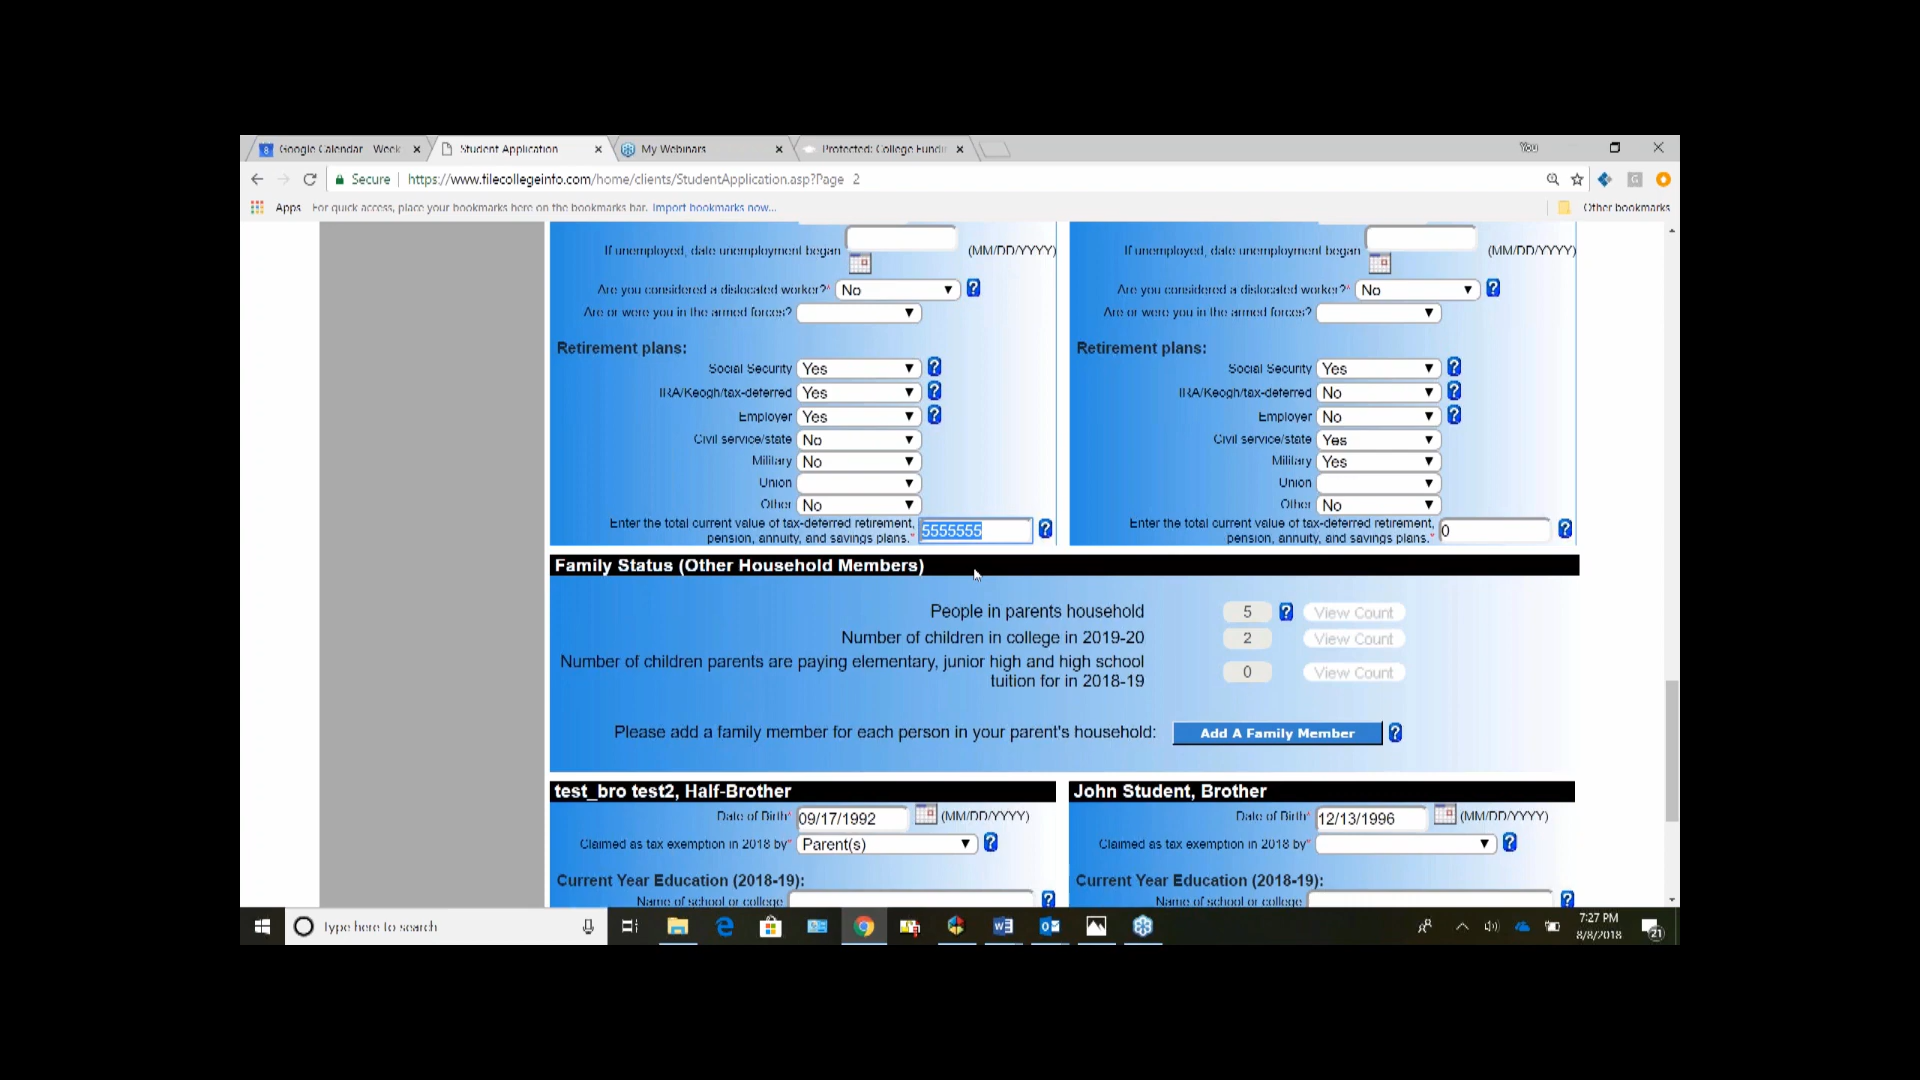 Google Calendar Week
Student Application
My Webinars
Protected: College Fundi
You
Secure
https://www.filecollegeinfo.com/home/clients/StudentApplication.asp?Page 2
Apps For quick access, place your bookmarks here on the bookmarks bar. Import bookmarks now... Other bookmarks
If unemployed, date unemployment began (MM/DD/YYYY)
Are you considered a dislocated worker?* No ?
Are or were you in the armed forces?
Retirement plans:
Social Security Yes ?
IRA/Keogh/tax-deferred Yes ?
Employer Yes ?
Civil service/state No
Military No
Union
Other No
Enter the total current value of tax-deferred retirement,
pension, annuity, and savings plans.* 5555555 ?
If unemployed, date unemployment began (MM/DD/YYYY)
Are you considered a dislocated worker?* No ?
Are or were you in the armed forces?
Retirement plans:
Social Security Yes ?
IRA/Keogh/tax-deferred No ?
Employer No ?
Civil service/state Yes
Military Yes
Union
Other No
Enter the total current value of tax-deferred retirement,
pension, annuity, and savings plans.* 0 ?
Family Status (Other Household Members)
People in parents household 5 ? View Count
Number of children in college in 2019-20 2 View Count
Number of children parents are paying elementary, junior high and high school
tuition for in 2018-19 0 View Count
Please add a family member for each person in your parent's household: Add A Family Member ?
test_bro test2, Half-Brother
Date of Birth* 09/17/1992 (MM/DD/YYYY)
Claimed as tax exemption in 2018 by* Parent(s) ?
Current Year Education (2018-19):
Name of school or college ?
John Student, Brother
Date of Birth* 12/13/1996 (MM/DD/YYYY)
Claimed as tax exemption in 2018 by* ?
Current Year Education (2018-19):
Name of school or college ?
Type here to search
7:27 PM
8/8/2018
21